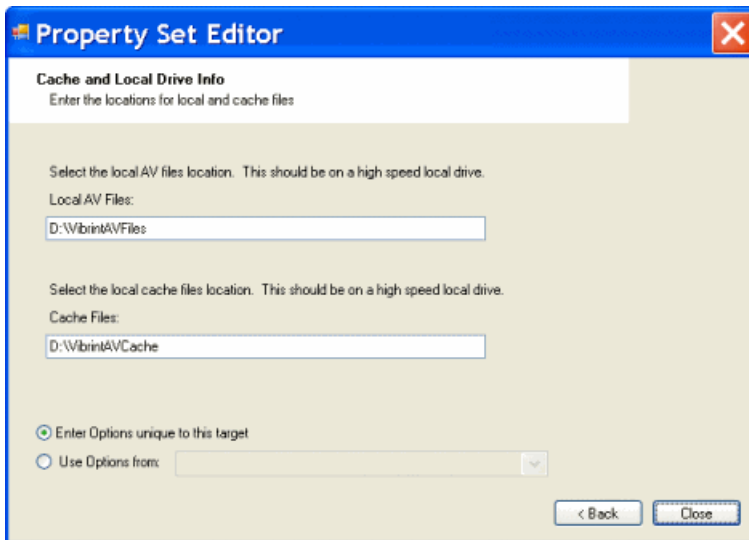 Property Set Editor
Cache and Local Drive Info
Enter the locations for local and cache files
Select the local AV files location. This should be on a high speed local drive.
Local AV Files:
D:\VibrintAVFiles
Select the local cache files location. This should be on a high speed local drive.
Cache Files:
D:\VibrintAVCache
Enter Options unique to this target
Use Options from:
< Back
Close